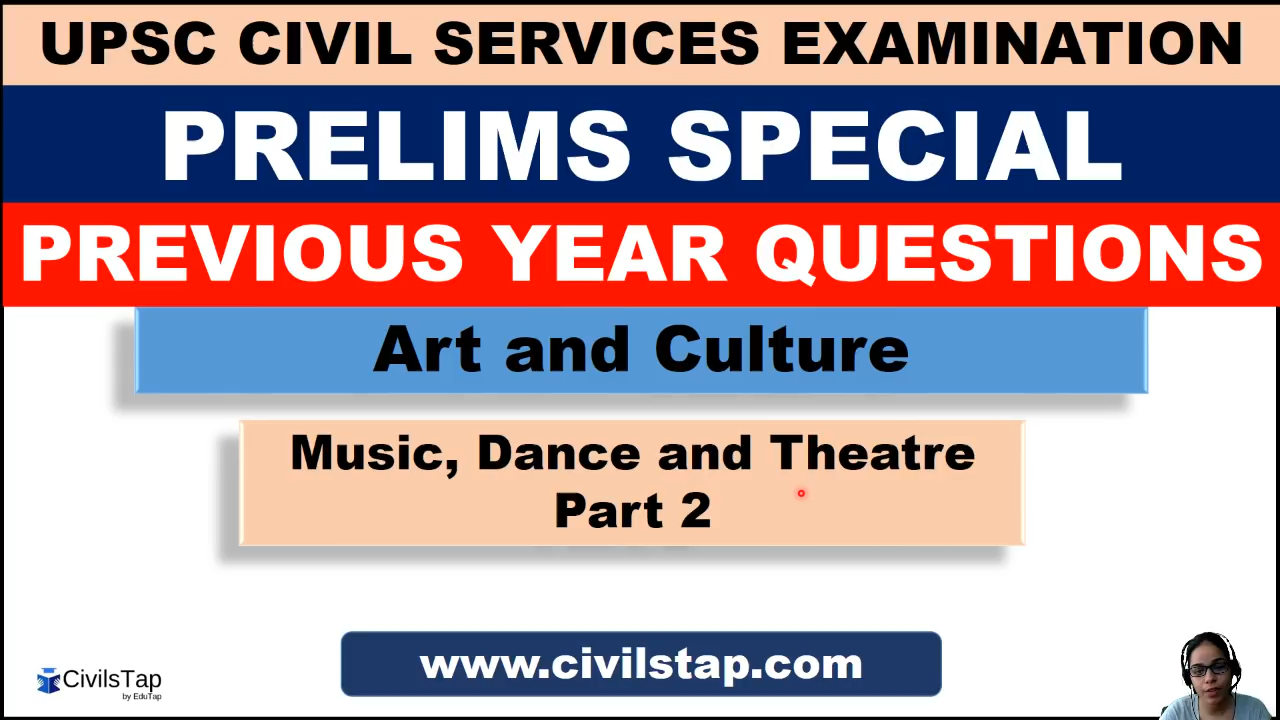 UPSC CIVIL SERVICES EXAMINATION
PRELIMS SPECIAL
PREVIOUS YEAR QUESTIONS
Art and Culture
Music, Dance and Theatre
Part 2
www.civilstap.com
CivilsTap
by EduTap